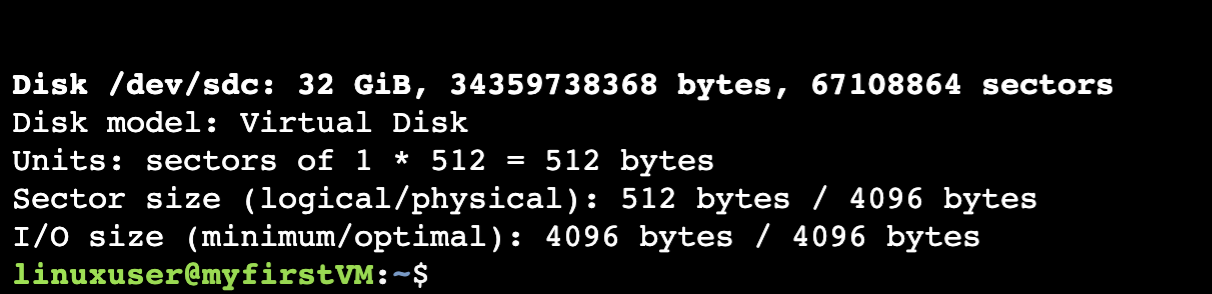 Disk /dev/sdc: 32 GiB, 34359738368 bytes, 67108864 sectors
Disk model: Virtual Disk
Units: sectors of 1 * 512 = 512 bytes
Sector size (logical/physical): 512 bytes / 4096 bytes
I/O size (minimum/optimal): 4096 bytes / 4096 bytes
linuxuser@myfirstVM:~$